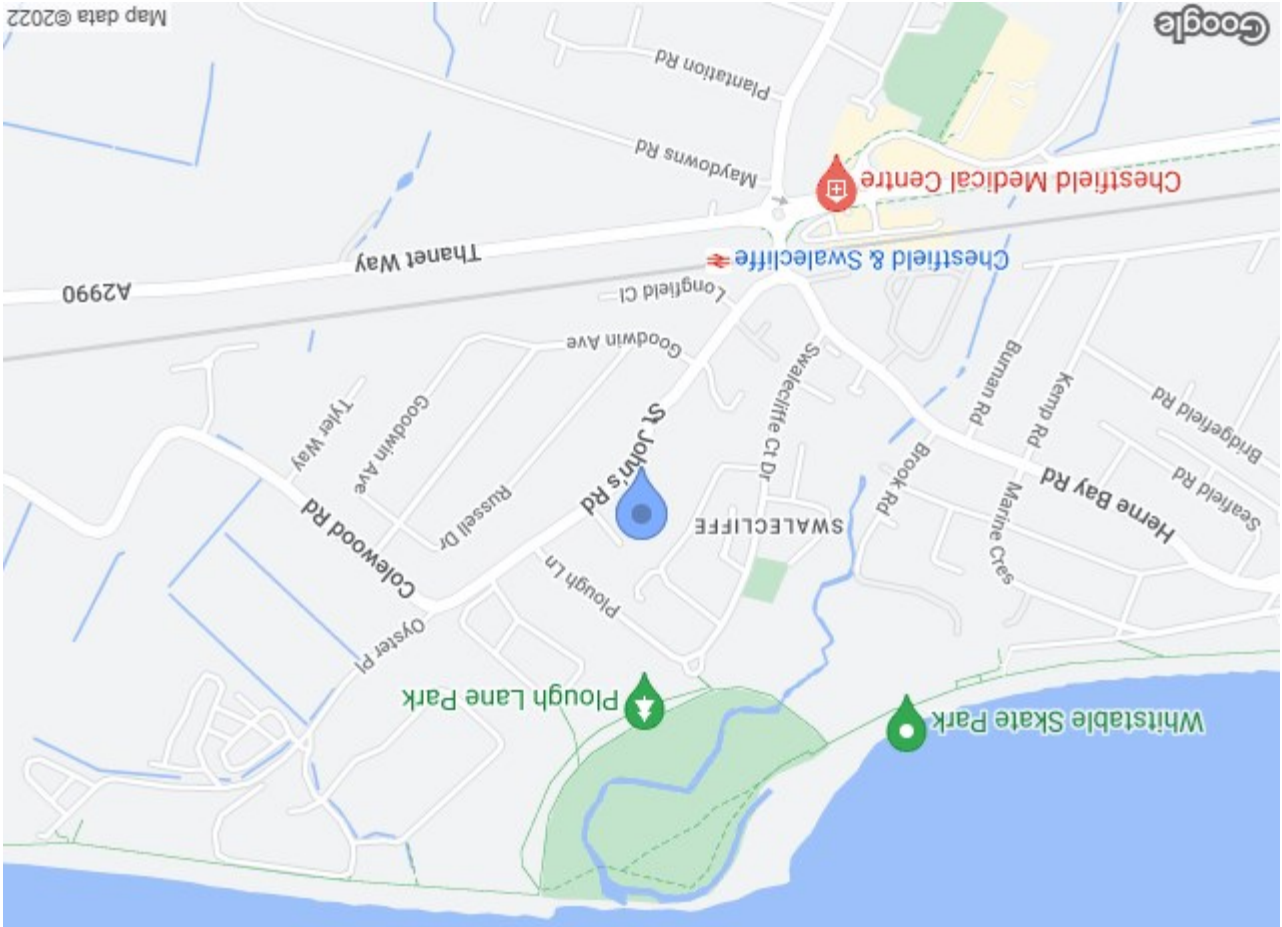 Whitstable Skate Park
Plough Lane Park
Oyster Pl
Marine Cres
Herne Bay Rd
Seafield Rd
Bridgefield Rd
Kemp Rd
Burnan Rd
Brook Rd
SWALECLIFFE
Swalecliffe Ct Dr
Plough Ln
St John's Rd
Colewood Rd
Russell Dr
Tyler Way
Goodwin Ave
Goodwin Ave
Longfield Cl
A2990
Thanet Way
Chestfield & Swalecliffe
Chestfield Medical Centre
Maydowns Rd
Plantation Rd
Google
Map data ©2022